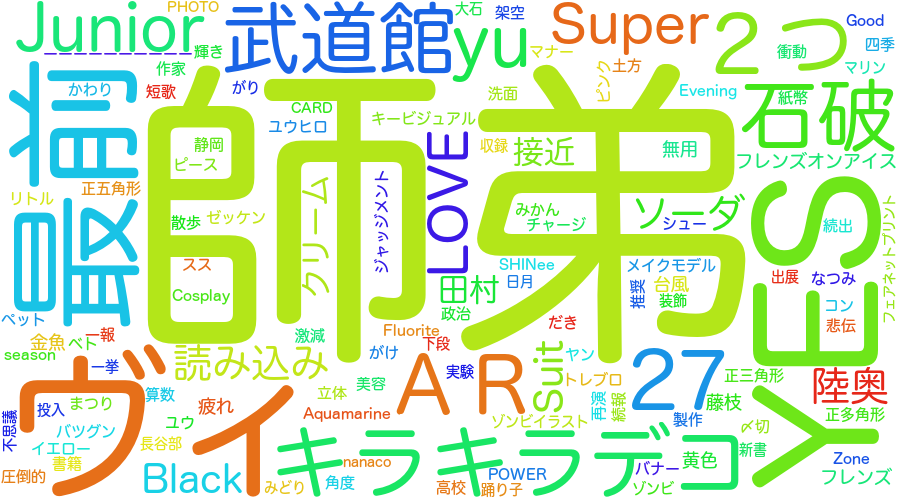 PHOTO
大石
架空
Good
Junior
武道館
yu
Super
2つ
四季
輝き
作家
マナー
土方
衝動
マリン
かわり
短歌
がり
CARD
洗面
ピンク
Evening
紙幣
石破
ユウヒロ
キービジュアル
最前
師弟
静岡
ピース
LOVE
収録
接近
無用
フレンズオンアイス
正五角形
リトル
散歩
ゼッケン
クリーム
ジャッジメント
みかん
チャージ
ソーダ
シュー
YES
続出
フェアネットプリント
スス
SHINee
日月
メイクモデル
出展
なつみ
Cosplay
田村
政治
推奨
台風
装飾
コン
悲伝
ペット
金魚
ベト
一報
激減
Fluorite
下段
だき
season
一挙
読み込み
がけ
Suit
ヤン
27
正三角形
陸奥
ヴィ
算数
立体
美容
AR
実験
トレブロ
再演
続報
製作
藤枝
正多角形
不思議
投入
まつり
疲れ
ユウ
Aquamarine
ゾンビイラスト
〆切
バツグン
イエロー
長谷部
キラキラデコ
新書
書籍
圧倒的
Black
みどり
nanaco
角度
高校
POWER
踊り子
バナー
ゾンビ
黄色
Zone
フレンズ